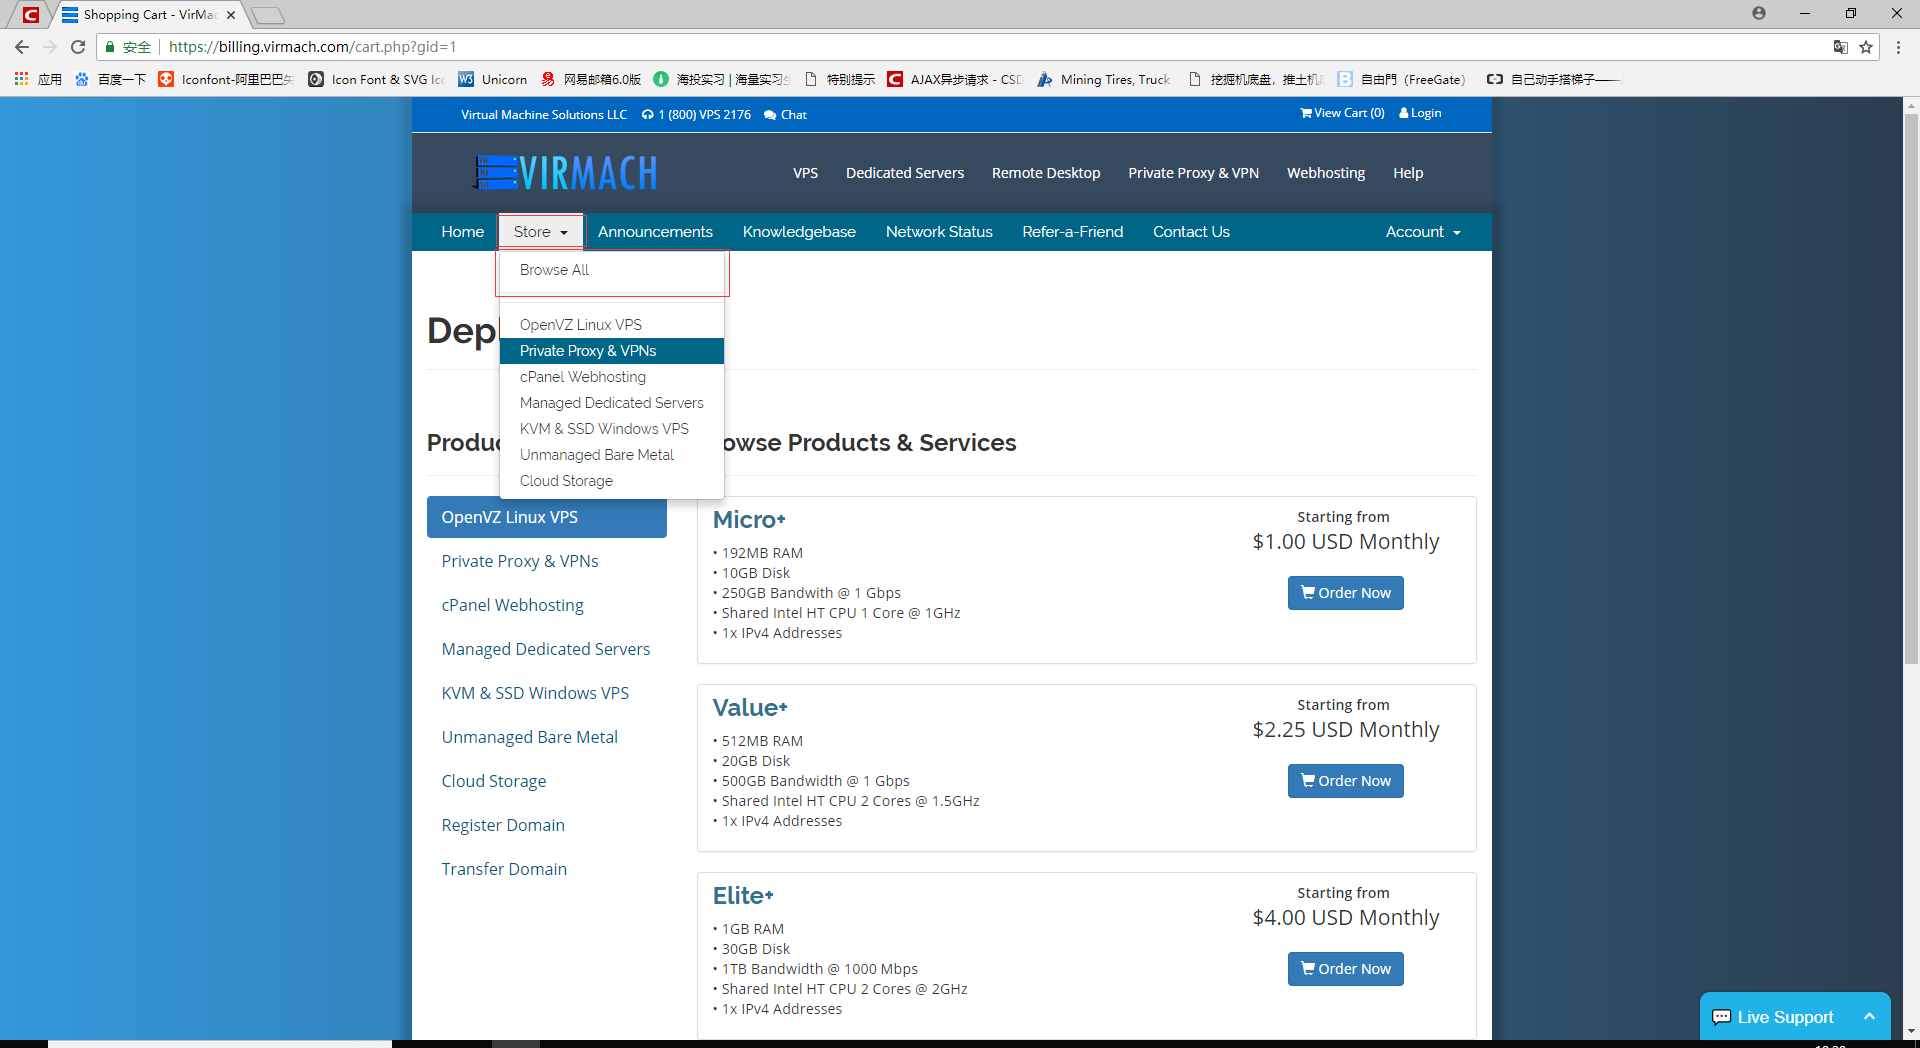 Shopping Cart - VirMac
安全 https://billing.virmach.com/cart.php?gid=1
应用 百度一下 Iconfont-阿里巴巴矢 Icon Font & SVG Ic W3 Unicorn 网易邮箱6.0版 海投实习 | 海量实习生 特别提示 AJAX异步请求 - CSD Mining Tires, Truck 挖掘机底盘，推土机 自由門（FreeGate） 自己动手搭梯子——
Virtual Machine Solutions LLC 1 (800) VPS 2176 Chat View Cart (0) Login
VIRMACH VPS Dedicated Servers Remote Desktop Private Proxy & VPN Webhosting Help
Home Store Announcements Knowledgebase Network Status Refer-a-Friend Contact Us Account
Browse All
OpenVZ Linux VPS
Private Proxy & VPNs
cPanel Webhosting
Managed Dedicated Servers
KVM & SSD Windows VPS
Unmanaged Bare Metal
Cloud Storage
Dep
Produc owse Products & Services
OpenVZ Linux VPS
Private Proxy & VPNs
cPanel Webhosting
Managed Dedicated Servers
KVM & SSD Windows VPS
Unmanaged Bare Metal
Cloud Storage
Register Domain
Transfer Domain
Micro+
• 192MB RAM
• 10GB Disk
• 250GB Bandwith @ 1 Gbps
• Shared Intel HT CPU 1 Core @ 1GHz
• 1x IPv4 Addresses
Starting from
$1.00 USD Monthly
Order Now
Value+
• 512MB RAM
• 20GB Disk
• 500GB Bandwidth @ 1 Gbps
• Shared Intel HT CPU 2 Cores @ 1.5GHz
• 1x IPv4 Addresses
Starting from
$2.25 USD Monthly
Order Now
Elite+
• 1GB RAM
• 30GB Disk
• 1TB Bandwidth @ 1000 Mbps
• Shared Intel HT CPU 2 Cores @ 2GHz
• 1x IPv4 Addresses
Starting from
$4.00 USD Monthly
Order Now
Live Support